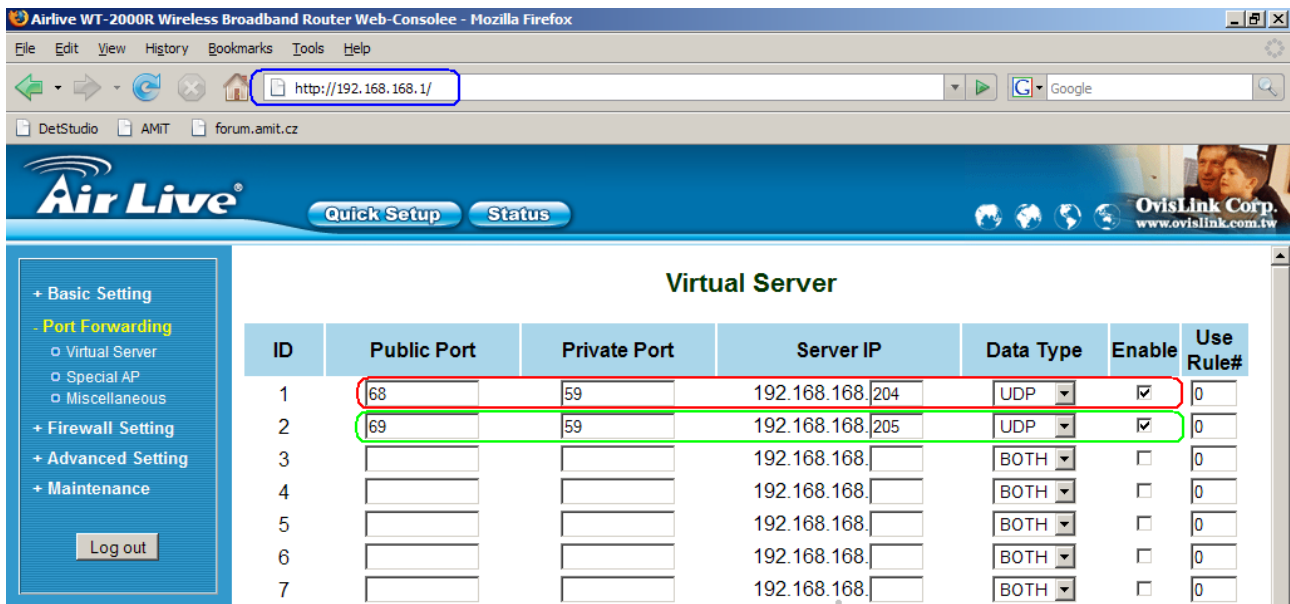 Airlive WT-2000R Wireless Broadband Router Web-Consolee - Mozilla Firefox
File Edit View History Bookmarks Tools Help
http://192.168.168.1/
G Google
DetStudio AMiT forum.amit.cz
Air Live®
Quick Setup Status
OvisLink Corp.
www.ovislink.com.tw
+ Basic Setting
- Port Forwarding
Virtual Server
Special AP
Miscellaneous
+ Firewall Setting
+ Advanced Setting
+ Maintenance
Log out
Virtual Server
ID Public Port Private Port Server IP Data Type Enable Use Rule#
1 68 59 192.168.168.204 UDP 0
2 69 59 192.168.168.205 UDP 0
3 192.168.168. BOTH 0
4 192.168.168. BOTH 0
5 192.168.168. BOTH 0
6 192.168.168. BOTH 0
7 192.168.168. BOTH 0